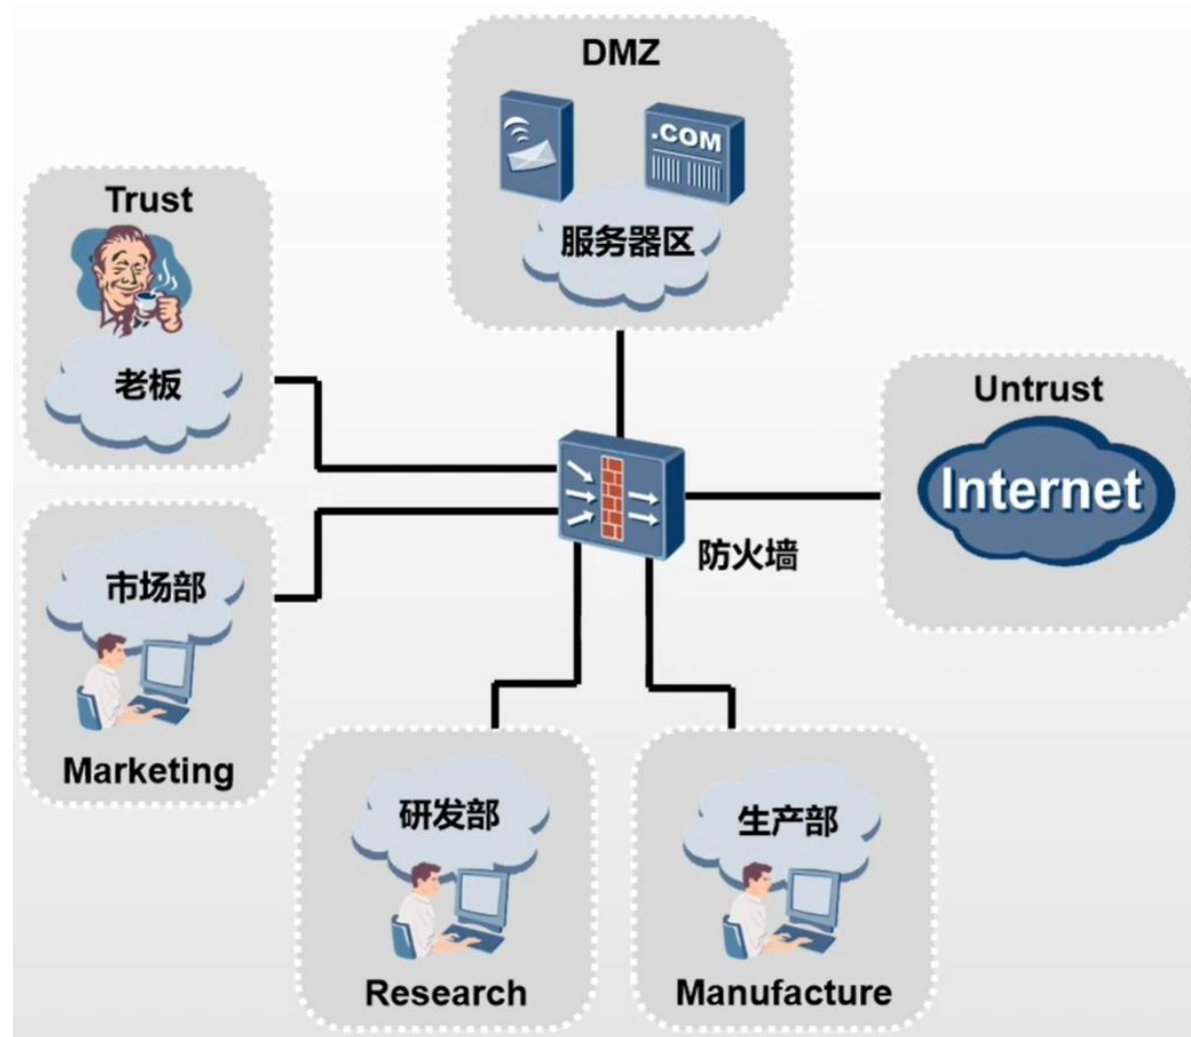 DMZ
.COM
服务器区
Trust
老板
Untrust
Internet
防火墙
市场部
Marketing
研发部
Research
生产部
Manufacture